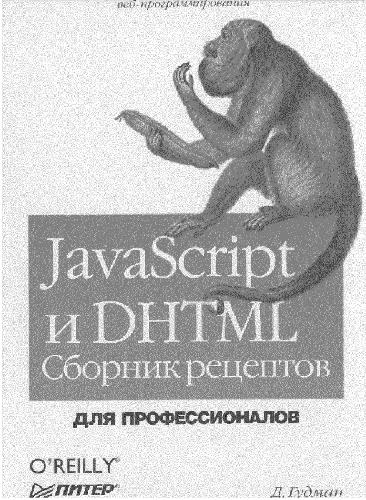 веб-программирования
JavaScript
и DHTML
Сборник рецептов
для профессионалов
O'REILLY®
ПИТЕР®
Д. Гудман